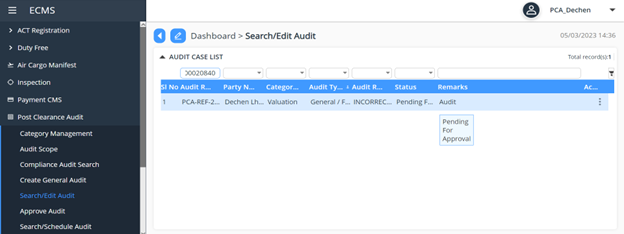 ECMS
PCA_Dechen
ACT Registration
Duty Free
Air Cargo Manifest
Inspection
Payment CMS
Post Clearance Audit
Category Management
Audit Scope
Compliance Audit Search
Create General Audit
Search/Edit Audit
Approve Audit
Search/Schedule Audit
Dashboard > Search/Edit Audit
05/03/2023 14:36
AUDIT CASE LIST
Total record(s):1
00020840
Sl No Audit R... Party N... Categor... Audit Ty... Audit R... Status Remarks Ac...
1 PCA-REF-2... Dechen Lh... Valuation General / F... INCORREC... Pending F... Audit
Pending
For
Approval